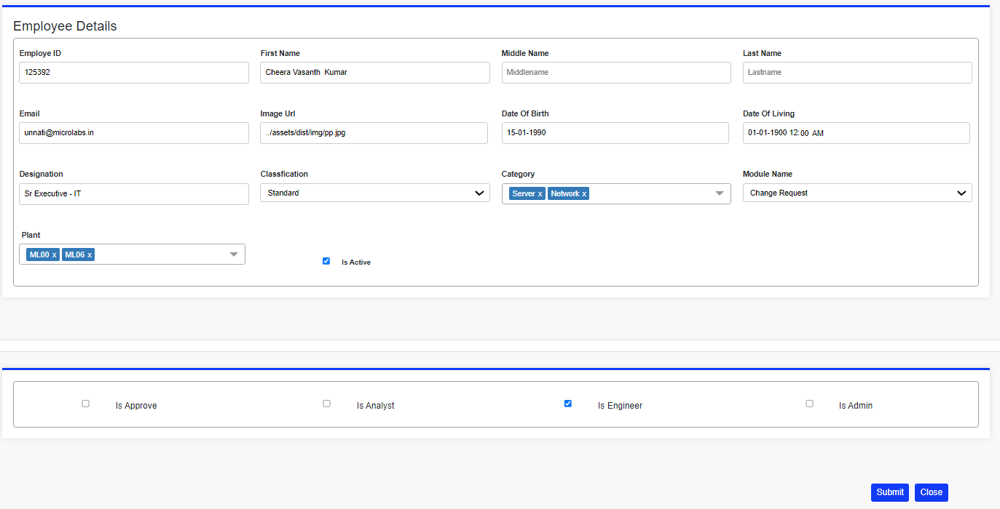 Employee Details
Employe ID First Name Middle Name Last Name
125392 Cheera Vasanth Kumar Middlename Lastname
Email Image Url Date Of Birth Date Of Living
unnati@microlabs.in ../assets/dist/img/pp.jpg 15-01-1990 01-01-1900 12:00 AM
Designation Classfication Category Module Name
Sr Executive - IT Standard Server x Network x Change Request
Plant
ML00 x ML06 x Is Active
Is Approve Is Analyst Is Engineer Is Admin
Submit Close